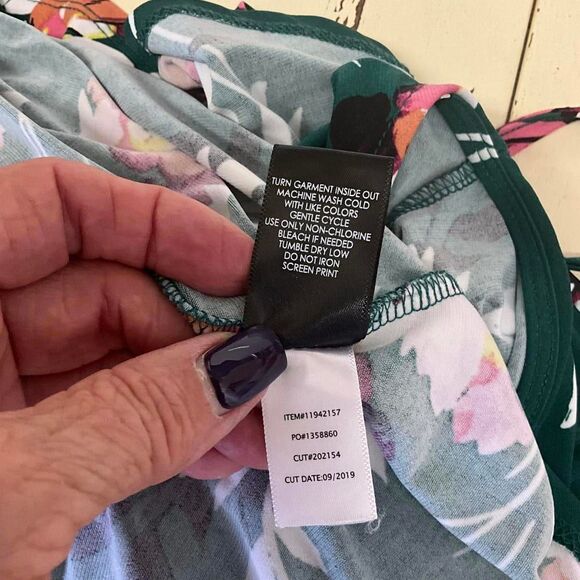 TURN GARMENT INSIDE OUT
MACHINE WASH COLD
WITH LIKE COLORS
GENTLE CYCLE
USE ONLY NON-CHLORINE
BLEACH IF NEEDED
TUMBLE DRY LOW
DO NOT IRON
SCREEN PRINT
ITEM#11942157
PO#1358860
CUT#202154
CUT DATE:09/2019